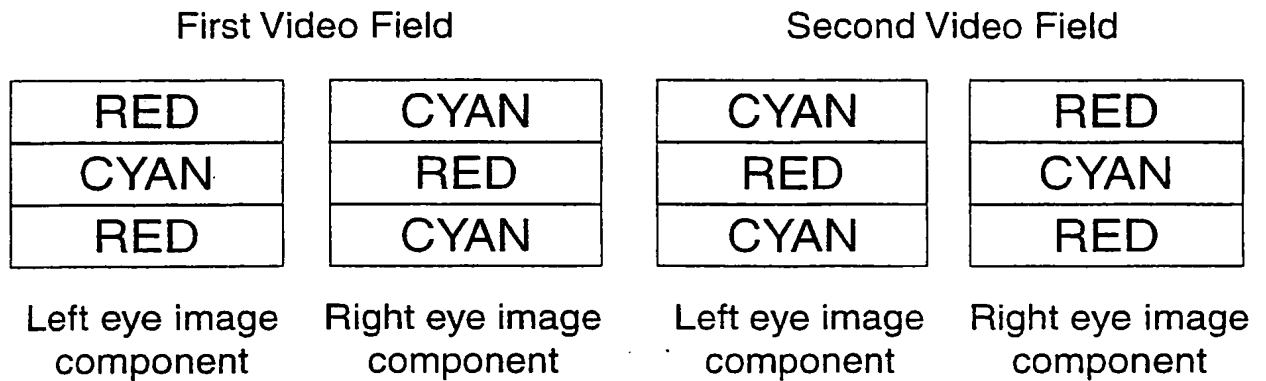 First Video Field Second Video Field
RED CYAN CYAN RED
CYAN RED RED CYAN
RED CYAN CYAN RED
Left eye image Right eye image Left eye image Right eye image
component component component component